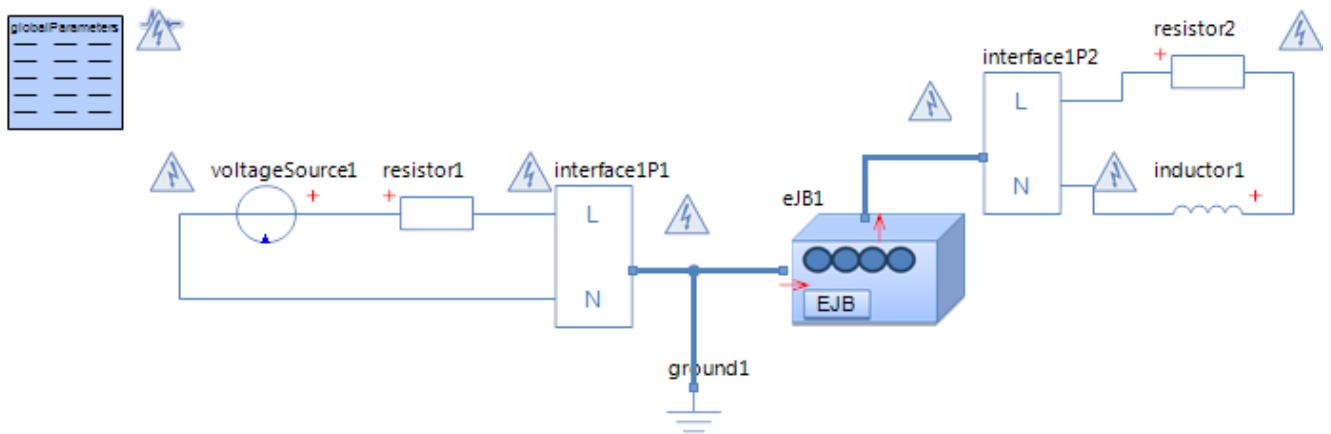 globalParameters
resistor2
interface1P2
L
N
voltageSource1
resistor1
interface1P1
inductor1
L
N
eJB1
EJB
ground1